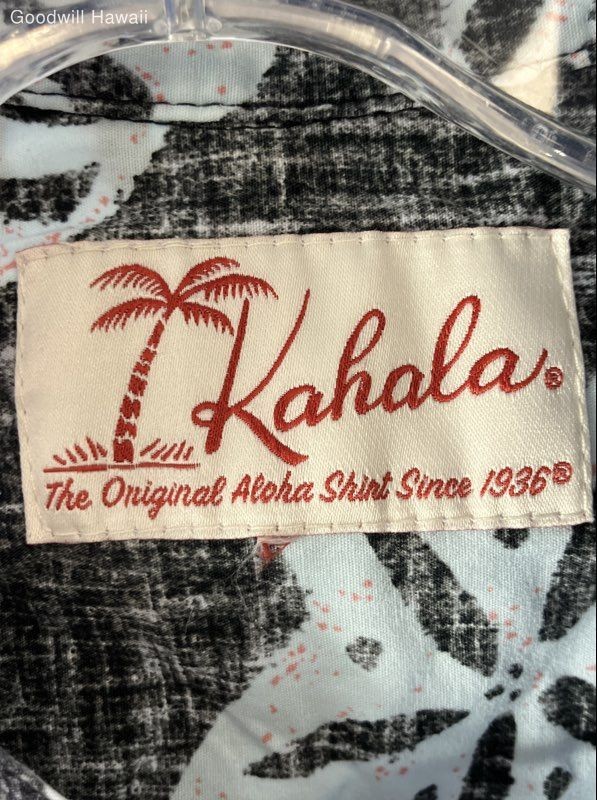 Goodwill Hawaii
Kahala®
The Original Aloha Shirt Since 1936®